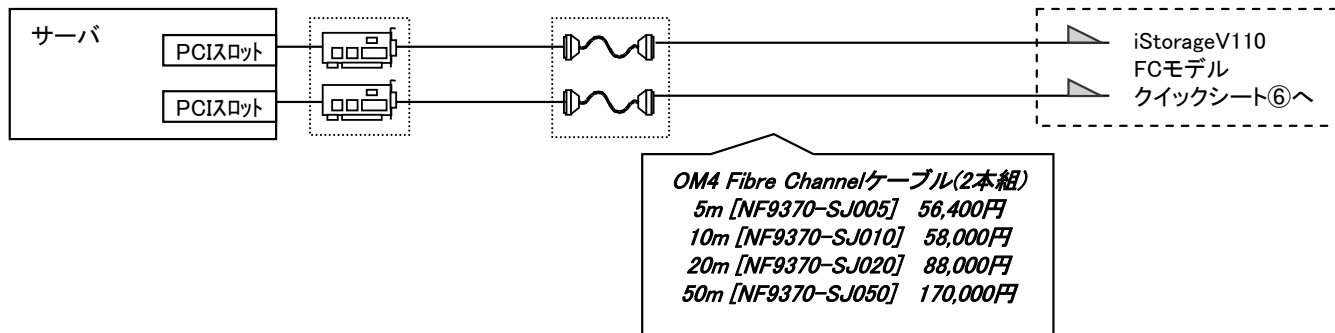 サーバ
PCIスロット
PCIスロット
iStorageV110
FCモデル
クイックシート⑥へ
OM4 Fibre Channelケーブル(2本組)
5m [NF9370-SJ005] 56,400円
10m [NF9370-SJ010] 58,000円
20m [NF9370-SJ020] 88,000円
50m [NF9370-SJ050] 170,000円